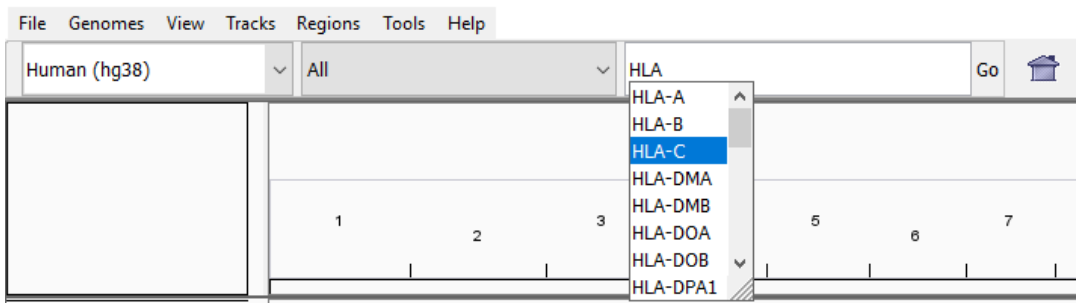 File Genomes View Tracks Regions Tools Help
Human (hg38) All HLA Go
HLA-A
HLA-B
HLA-C
HLA-DMA
HLA-DMB
HLA-DOA
HLA-DOB
HLA-DPA1
1 2 3 5 6 7